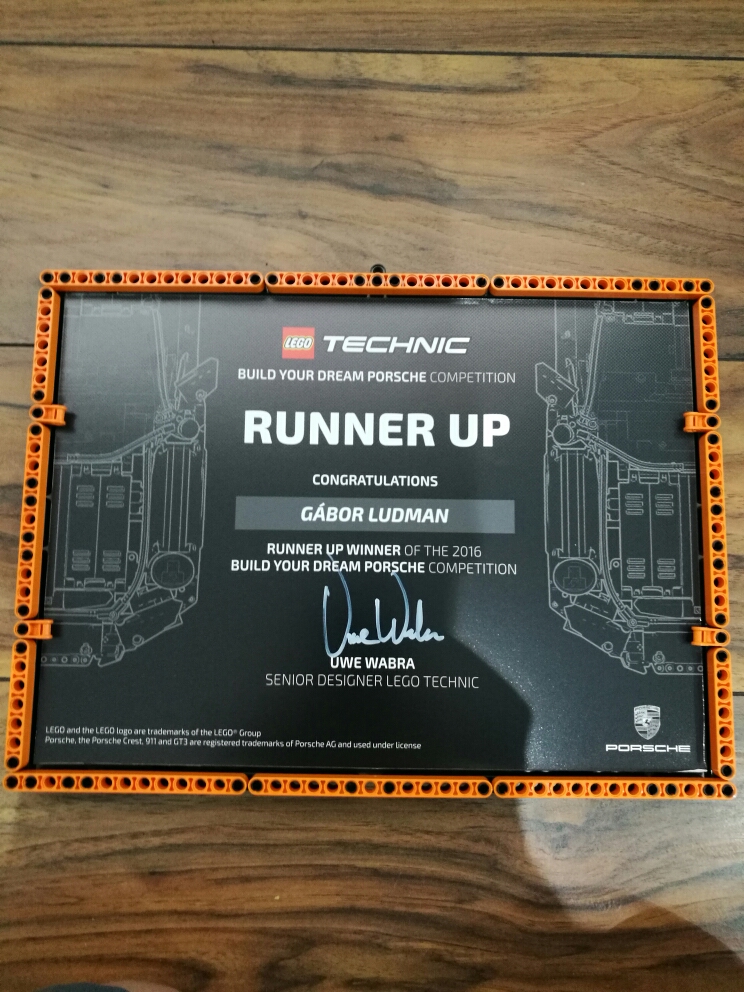 LEGO TECHNIC
BUILD YOUR DREAM PORSCHE COMPETITION
RUNNER UP
CONGRATULATIONS
GÁBOR LUDMAN
RUNNER UP WINNER OF THE 2016
BUILD YOUR DREAM PORSCHE COMPETITION
Uwe Wabra
UWE WABRA
SENIOR DESIGNER LEGO TECHNIC
LEGO and the LEGO logo are trademarks of the LEGO® Group
Porsche, the Porsche Crest, 911 and GT3 are registered trademarks of Porsche AG and used under license
PORSCHE